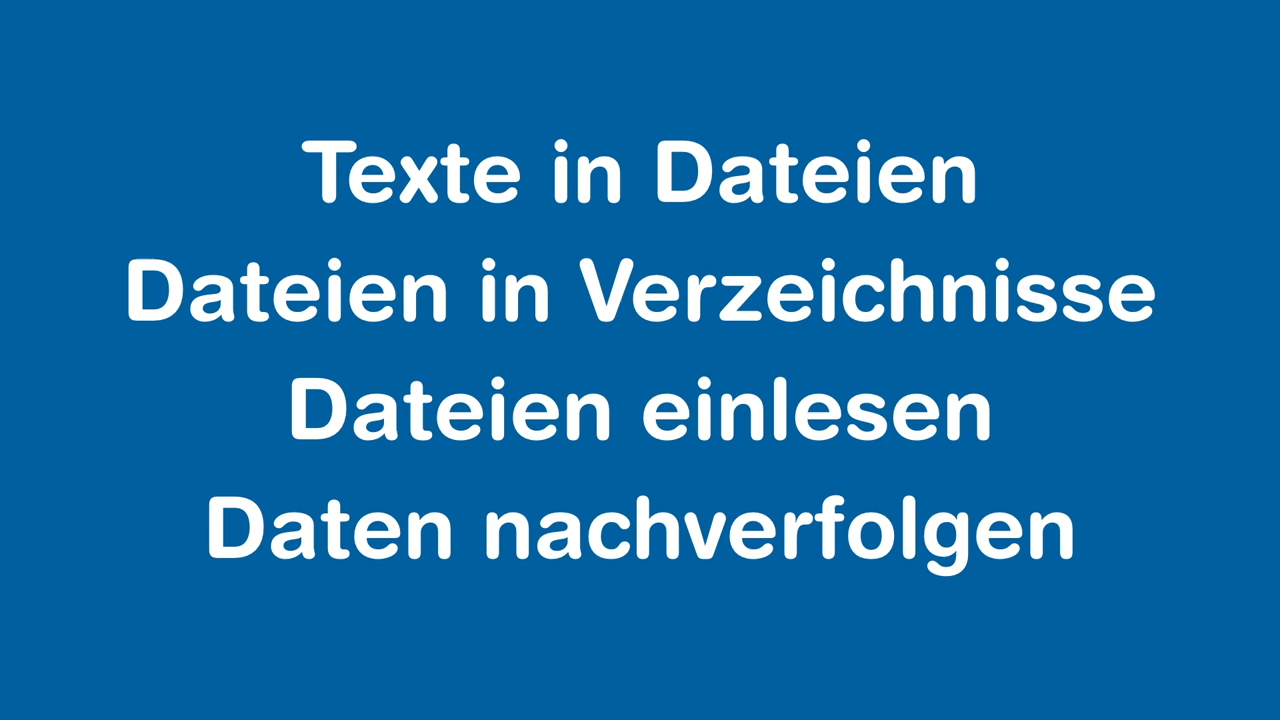 Texte in Dateien
Dateien in Verzeichnisse
Dateien einlesen
Daten nachverfolgen